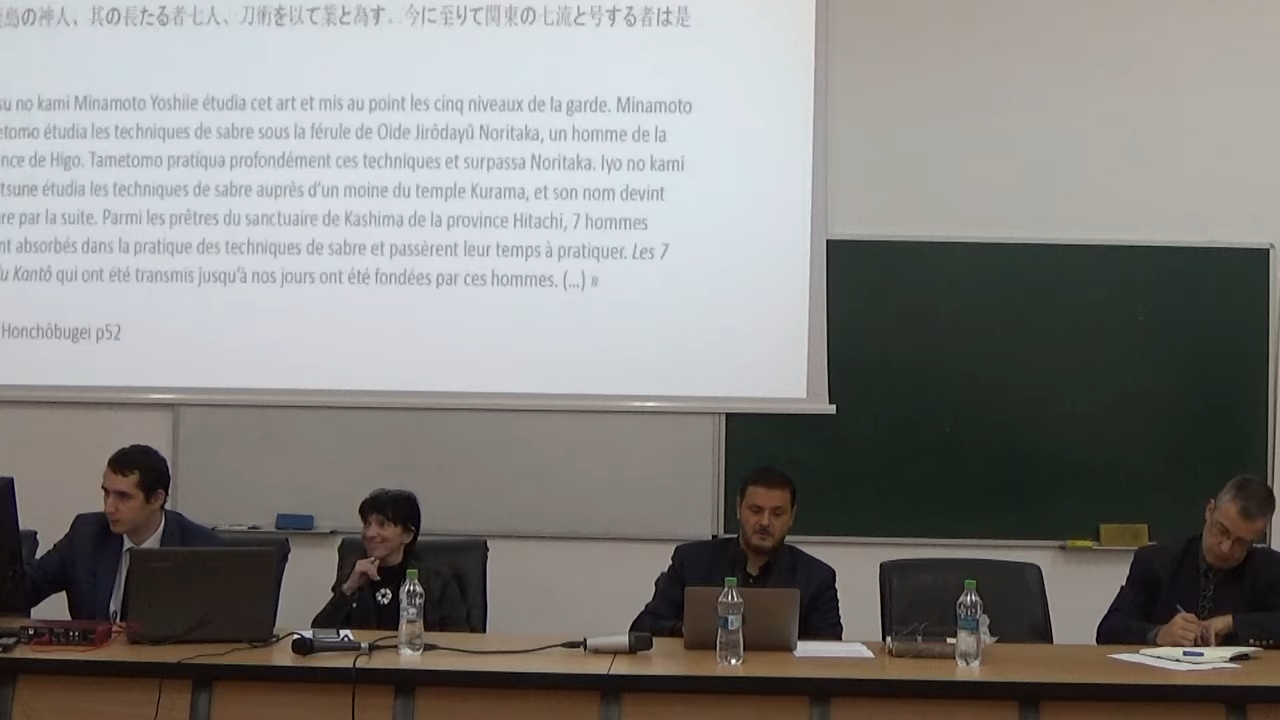 島の神人、其の長たる者七人、刀術を以て業と為す。今に至りて関東の七流と号する者は是
su no kami Minamoto Yoshiie étudia cet art et mis au point les cinq niveaux de la garde. Minamoto
etomo étudia les techniques de sabre sous la férule de Oide Jirôdayû Noritaka, un homme de la
nce de Higo. Tametomo pratiqua profondément ces techniques et surpassa Noritaka. Iyo no kami
tsune étudia les techniques de sabre auprès d'un moine du temple Kurama, et son nom devint
re par la suite. Parmi les prêtres du sanctuaire de Kashima de la province Hitachi, 7 hommes
nt absorbés dans la pratique des techniques de sabre et passèrent leur temps à pratiquer. Les 7
u Kantô qui ont été transmis jusqu'à nos jours ont été fondées par ces hommes. (...) »
Honchôbugei p52